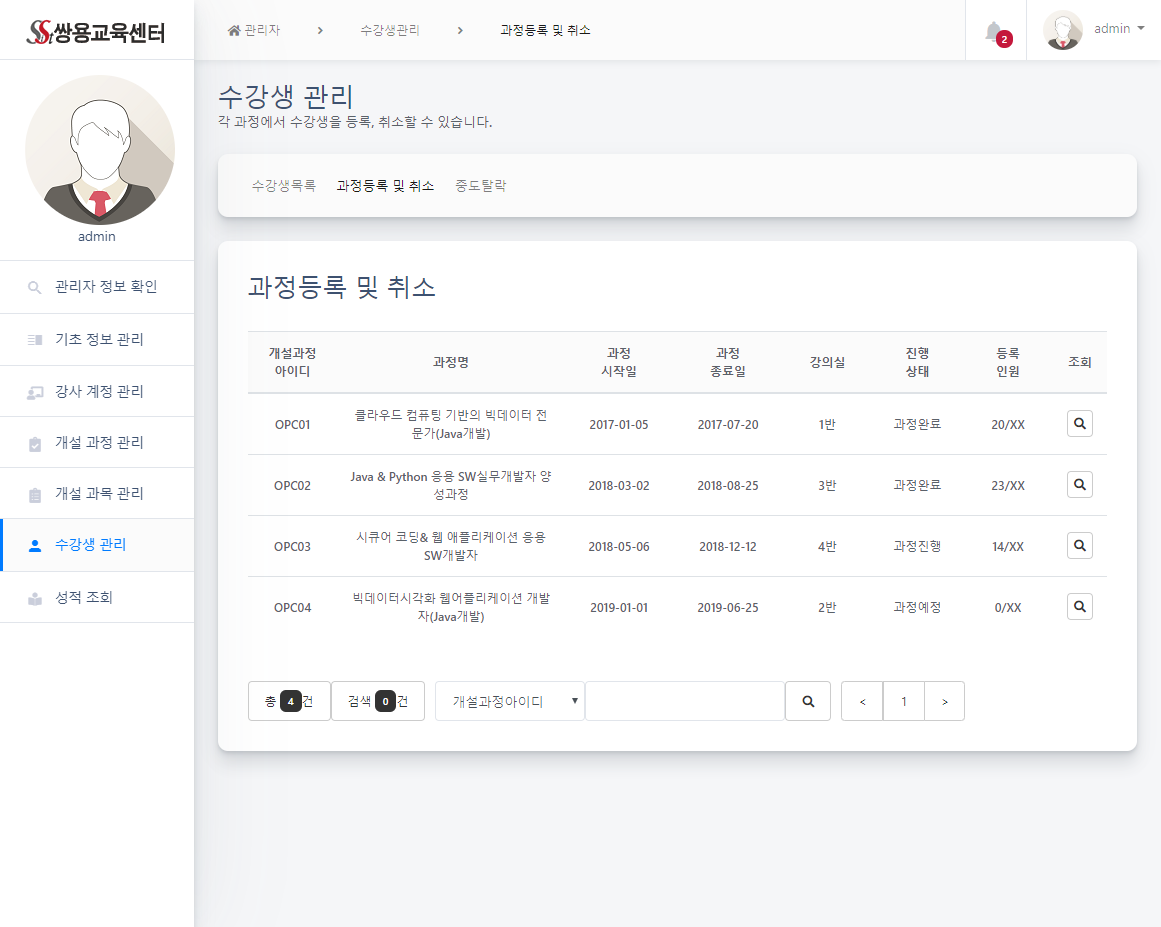 쌍용교육센터
관리자
수강생관리
과정등록 및 취소
2
admin
admin
관리자 정보 확인
기초 정보 관리
강사 계정 관리
개설 과정 관리
개설 과목 관리
수강생 관리
성적 조회
수강생 관리
각 과정에서 수강생을 등록, 취소할 수 있습니다.
수강생목록 과정등록 및 취소 중도탈락
과정등록 및 취소
개설과정
아이디
과정명
과정
시작일
과정
종료일
강의실
진행
상태
등록
인원
조회
OPC01
클라우드 컴퓨팅 기반의 빅데이터 전
문가(Java개발)
2017-01-05
2017-07-20
1반
과정완료
20/XX
OPC02
Java & Python 응용 SW실무개발자 양
성과정
2018-03-02
2018-08-25
3반
과정완료
23/XX
OPC03
시큐어 코딩& 웹 애플리케이션 응용
SW개발자
2018-05-06
2018-12-12
4반
과정진행
14/XX
OPC04
빅데이터시각화 웹어플리케이션 개발
자(Java개발)
2019-01-01
2019-06-25
2반
과정예정
0/XX
총 4 건
검색 0 건
개설과정아이디
< 1 >